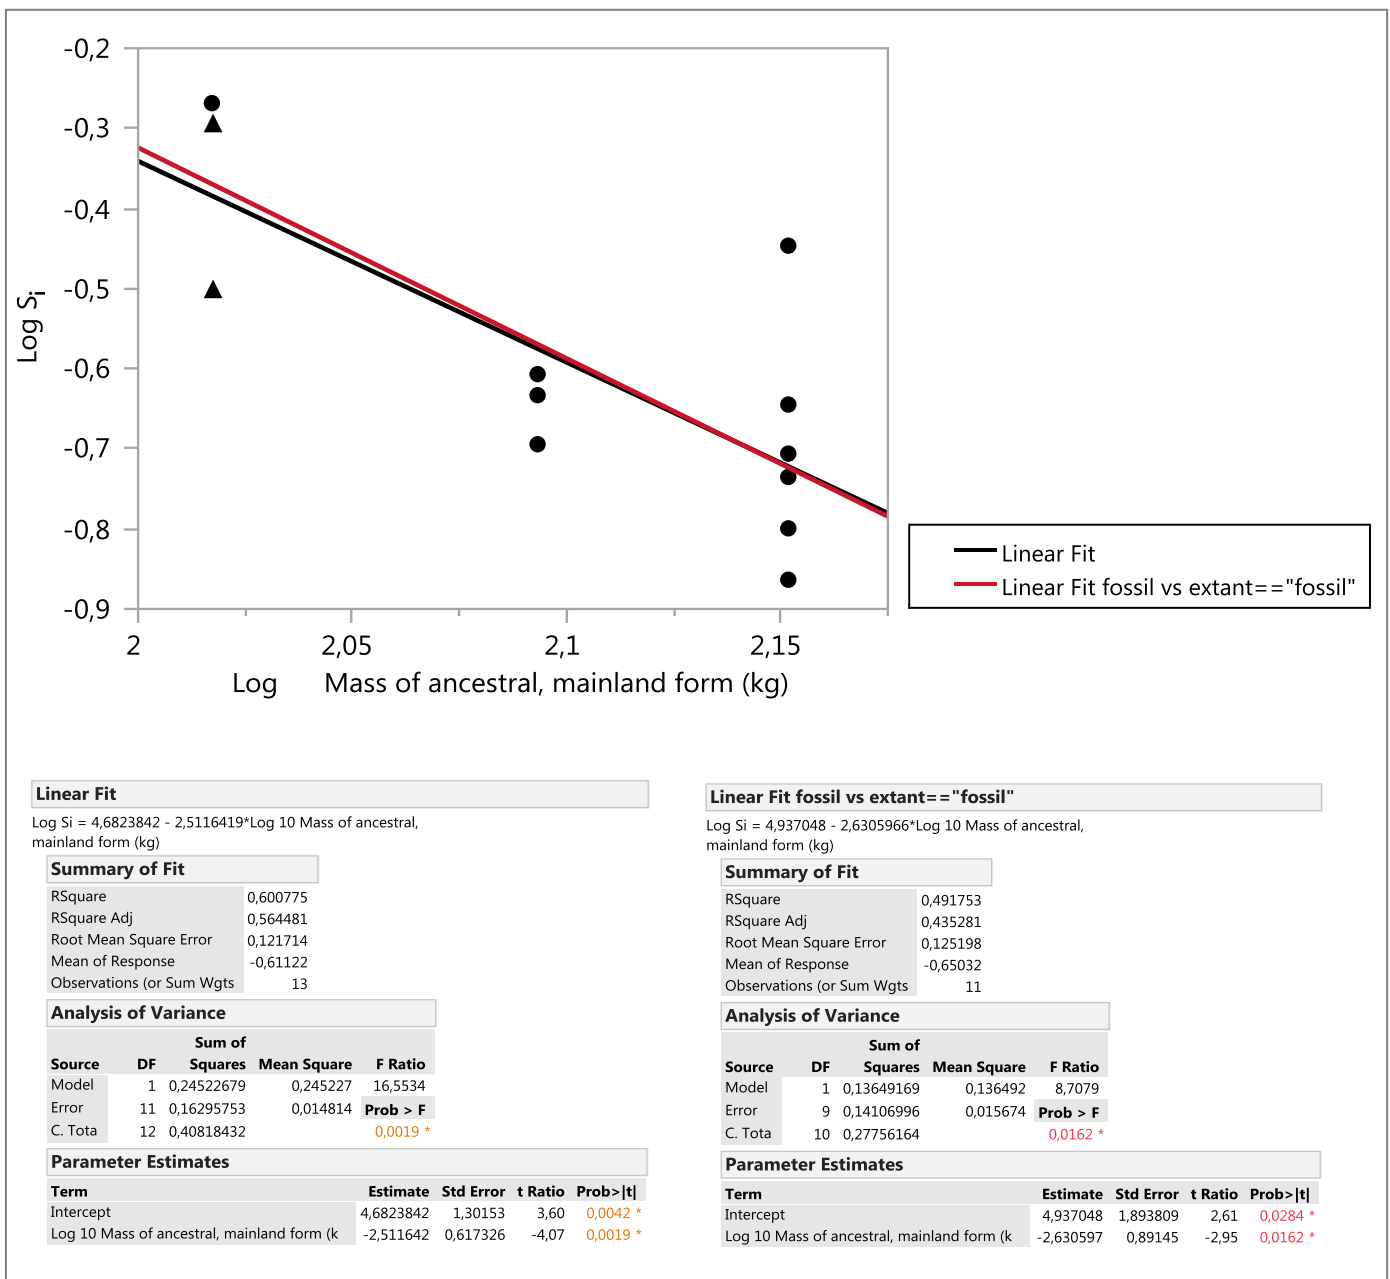 -0,2
-0,3
-0,4
-0,5
-0,6
-0,7
-0,8
-0,9
Log Si
2 2,05 2,1 2,15
Log Mass of ancestral, mainland form (kg)
Linear Fit
Linear Fit fossil vs extant=="fossil"
Linear Fit
Log Si = 4,6823842 - 2,5116419*Log 10 Mass of ancestral,
mainland form (kg)
Summary of Fit
RSquare 0,600775
RSquare Adj 0,564481
Root Mean Square Error 0,121714
Mean of Response -0,61122
Observations (or Sum Wgts 13
Analysis of Variance
Sum of
Source DF Squares Mean Square F Ratio
Model 1 0,24522679 0,245227 16,5534
Error 11 0,16295753 0,014814 Prob > F
C. Tota 12 0,40818432 0,0019 *
Parameter Estimates
Term Estimate Std Error t Ratio Prob>|t|
Intercept 4,6823842 1,30153 3,60 0,0042 *
Log 10 Mass of ancestral, mainland form (k -2,511642 0,617326 -4,07 0,0019 *
Linear Fit fossil vs extant=="fossil"
Log Si = 4,937048 - 2,6305966*Log 10 Mass of ancestral,
mainland form (kg)
Summary of Fit
RSquare 0,491753
RSquare Adj 0,435281
Root Mean Square Error 0,125198
Mean of Response -0,65032
Observations (or Sum Wgts 11
Analysis of Variance
Sum of
Source DF Squares Mean Square F Ratio
Model 1 0,13649169 0,136492 8,7079
Error 9 0,14106996 0,015674 Prob > F
C. Tota 10 0,27756164 0,0162 *
Parameter Estimates
Term Estimate Std Error t Ratio Prob>|t|
Intercept 4,937048 1,893809 2,61 0,0284 *
Log 10 Mass of ancestral, mainland form (k -2,630597 0,89145 -2,95 0,0162 *